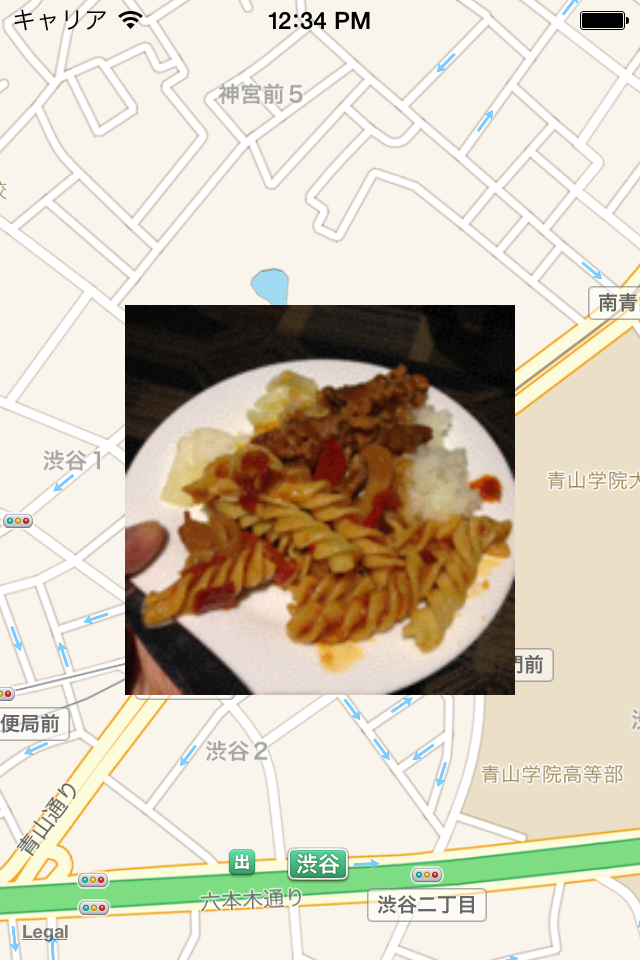 キャリア
12:34 PM
神宮前5
校
南青
渋谷1
青山学院大
門前
便局前
渋谷2
青山学院高等部
青山通り
出
渋谷
六本木通り
渋谷二丁目
Legal